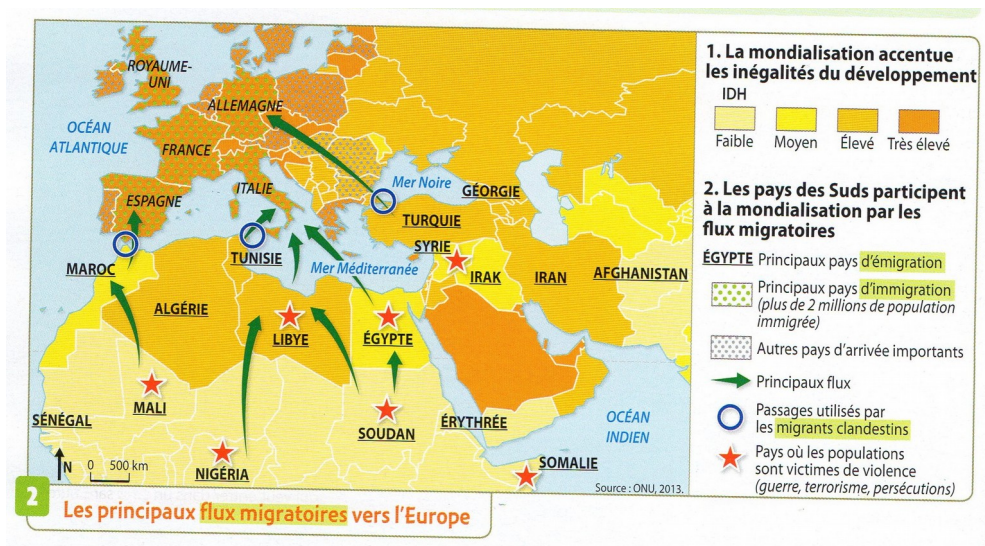 ROYAUME-
UNI
ALLEMAGNE
OCÉAN
ATLANTIQUE
FRANCE
ITALIE
Mer Noire
GÉORGIE
ESPAGNE
TURQUIE
SYRIE
TUNISIE
MAROC
Mer Méditerranée
IRAK
IRAN
AFGHANISTAN
ALGÉRIE
LIBYE
ÉGYPTE
MALI
SÉNÉGAL
SOUDAN
ÉRYTHRÉE
OCÉAN
INDIEN
NIGÉRIA
SOMALIE
N
0 500 km
Source : ONU, 2013.
1. La mondialisation accentue
les inégalités du développement
IDH
Faible Moyen Élevé Très élevé
2. Les pays des Suds participent
à la mondialisation par les
flux migratoires
ÉGYPTE Principaux pays d'émigration
Principaux pays d'immigration
(plus de 2 millions de population
immigrée)
Autres pays d'arrivée importants
Principaux flux
Passages utilisés par
les migrants clandestins
Pays où les populations
sont victimes de violence
(guerre, terrorisme, persécutions)
2 Les principaux flux migratoires vers l'Europe